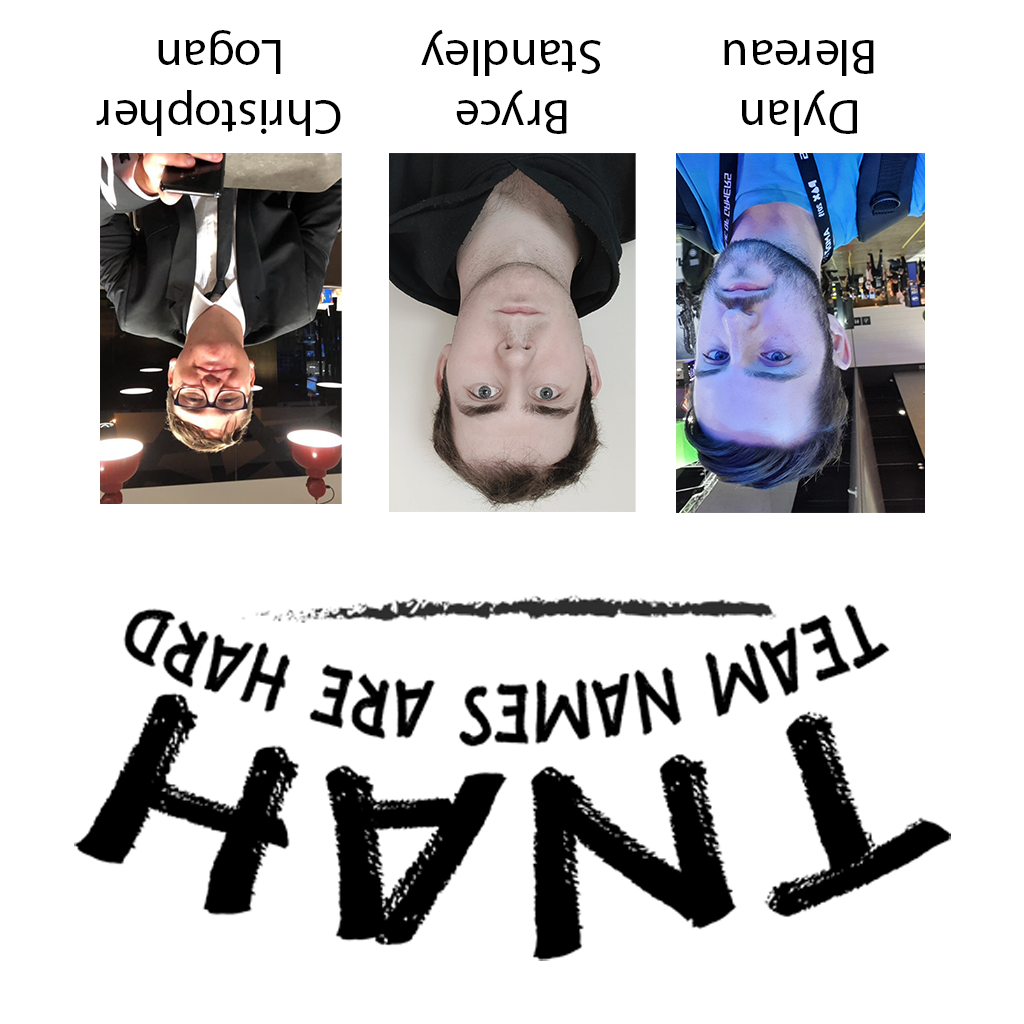 TNAH
TEAM NAMES ARE HARD
Dylan
Blereau
Bryce
Standley
Christopher
Logan